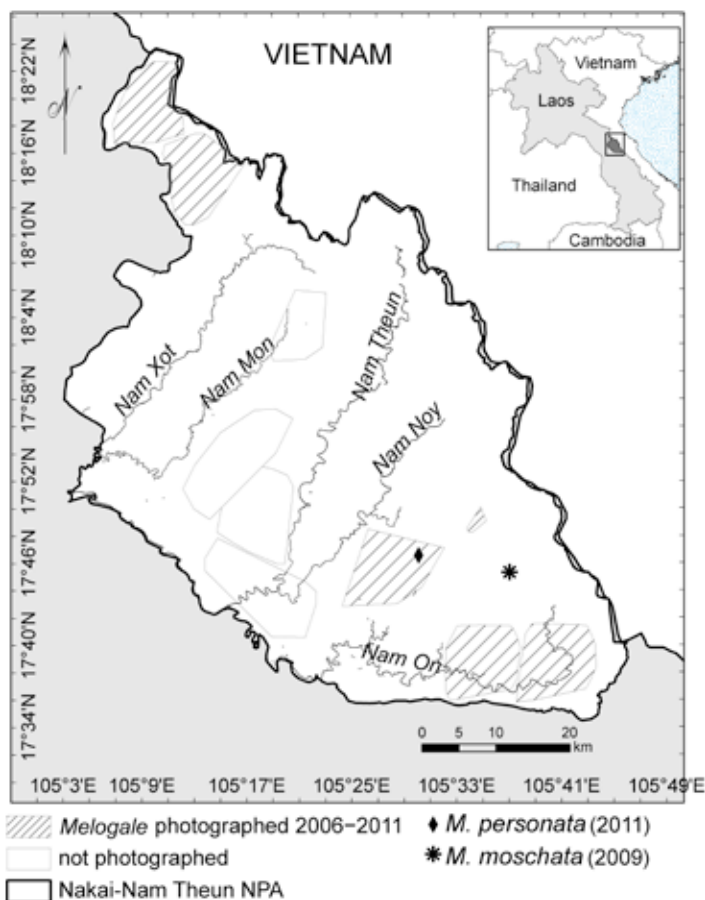 VIETNAM
N
Vietnam
Laos
Thailand
Cambodia
18°22'N
18°16'N
18°10'N
18°4'N
17°58'N
17°52'N
17°46'N
17°40'N
17°34'N
Nam Xot
Nam Mon
Nam Theun
Nam Noy
Nam On
0 5 10 20
km
105°3'E 105°9'E 105°17'E 105°25'E 105°33'E 105°41'E 105°49'E
Melogale photographed 2006–2011
not photographed
Nakai-Nam Theun NPA
M. personata (2011)
M. moschata (2009)